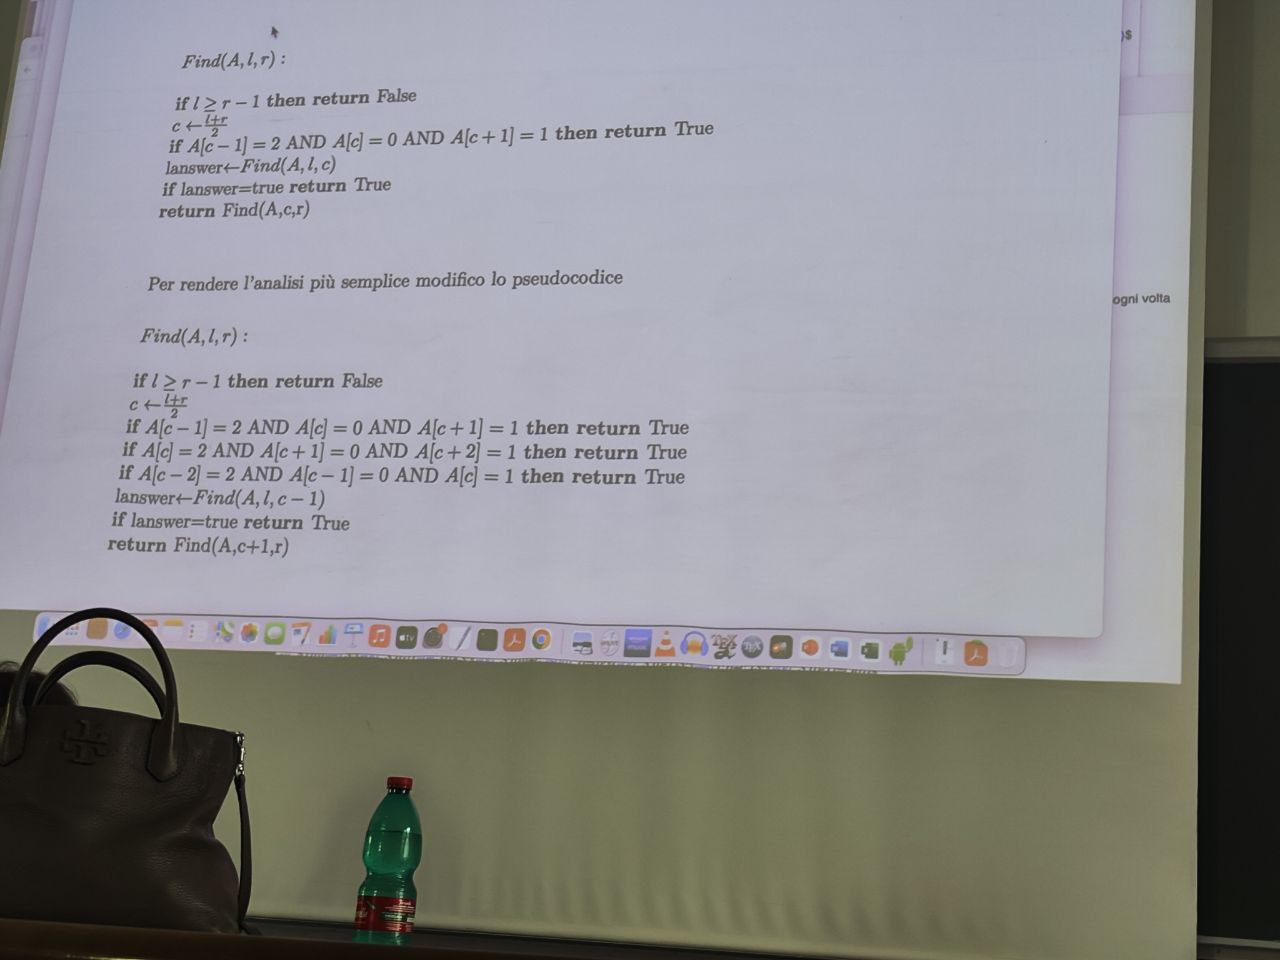 )$
Find(A, l, r) :
if l ≥ r − 1 then return False
c ← l+r/2
if A[c − 1] = 2 AND A[c] = 0 AND A[c + 1] = 1 then return True
lanswer←Find(A, l, c)
if lanswer=true return True
return Find(A,c,r)
Per rendere l'analisi più semplice modifico lo pseudocodice
ogni volta
Find(A, l, r) :
if l ≥ r − 1 then return False
c ← l+r/2
if A[c − 1] = 2 AND A[c] = 0 AND A[c + 1] = 1 then return True
if A[c] = 2 AND A[c + 1] = 0 AND A[c + 2] = 1 then return True
if A[c − 2] = 2 AND A[c − 1] = 0 AND A[c] = 1 then return True
lanswer←Find(A, l, c − 1)
if lanswer=true return True
return Find(A,c+1,r)